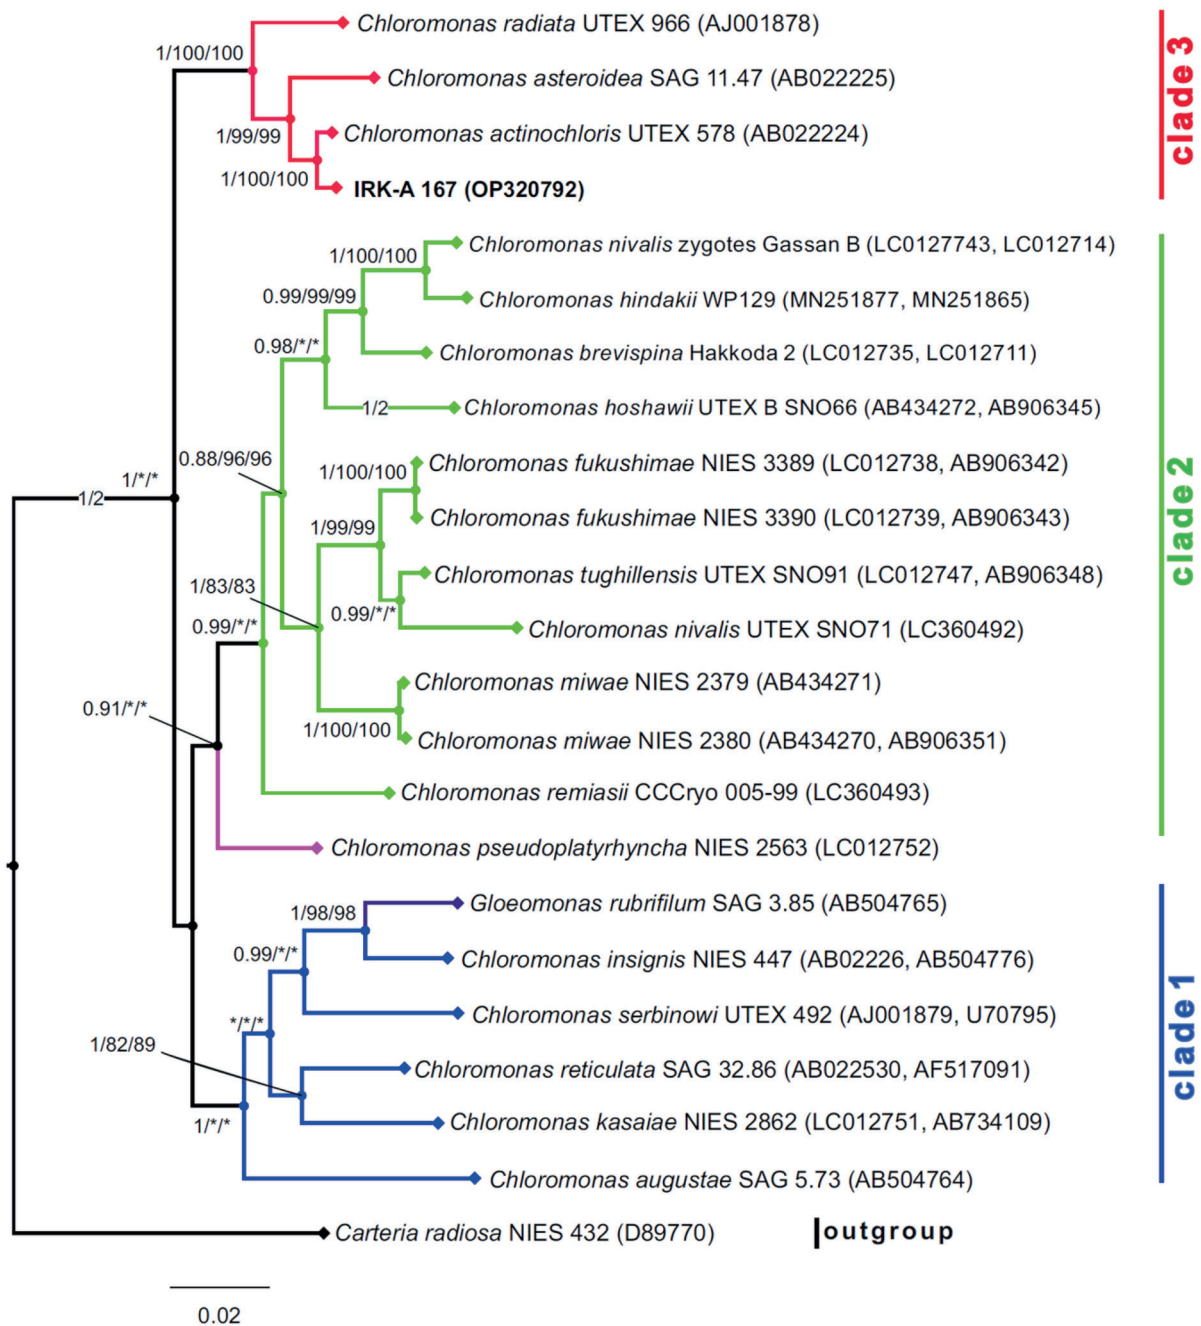 Chloromonas radiata UTEX 966 (AJ001878)
1/100/100
Chloromonas asteroidea SAG 11.47 (AB022225)
1/99/99
Chloromonas actinochloris UTEX 578 (AB022224)
1/100/100
IRK-A 167 (OP320792)
clade 3
Chloromonas nivalis zygotes Gassan B (LC0127743, LC012714)
1/100/100
Chloromonas hindakii WP129 (MN251877, MN251865)
0.99/99/99
Chloromonas brevispina Hakkoda 2 (LC012735, LC012711)
0.98/*/*
1/2
Chloromonas hoshawii UTEX B SNO66 (AB434272, AB906345)
0.88/96/96
1/100/100
Chloromonas fukushimae NIES 3389 (LC012738, AB906342)
1/*/*
1/2
Chloromonas fukushimae NIES 3390 (LC012739, AB906343)
1/99/99
Chloromonas tughillensis UTEX SNO91 (LC012747, AB906348)
1/83/83
0.99/*/*
Chloromonas nivalis UTEX SNO71 (LC360492)
0.99/*/*
Chloromonas miwae NIES 2379 (AB434271)
0.91/*/*
1/100/100
Chloromonas miwae NIES 2380 (AB434270, AB906351)
Chloromonas remiasii CCCryo 005-99 (LC360493)
Chloromonas pseudoplatyrhyncha NIES 2563 (LC012752)
clade 2
Gloeomonas rubrifilum SAG 3.85 (AB504765)
1/98/98
Chloromonas insignis NIES 447 (AB02226, AB504776)
0.99/*/*
Chloromonas serbinowi UTEX 492 (AJ001879, U70795)
*/*/*
1/82/89
Chloromonas reticulata SAG 32.86 (AB022530, AF517091)
Chloromonas kasaiae NIES 2862 (LC012751, AB734109)
1/*/*
Chloromonas augustae SAG 5.73 (AB504764)
clade 1
Carteria radiosa NIES 432 (D89770)
outgroup
0.02